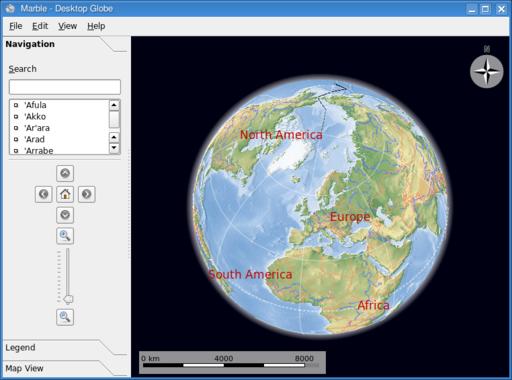 Marble - Desktop Globe
File Edit View Help
Navigation
Search
'Afula
'Akko
'Ar'ara
'Arad
'Arrabe
Legend
Map View
N
North America
Europe
South America
Africa
0 km 4000 8000